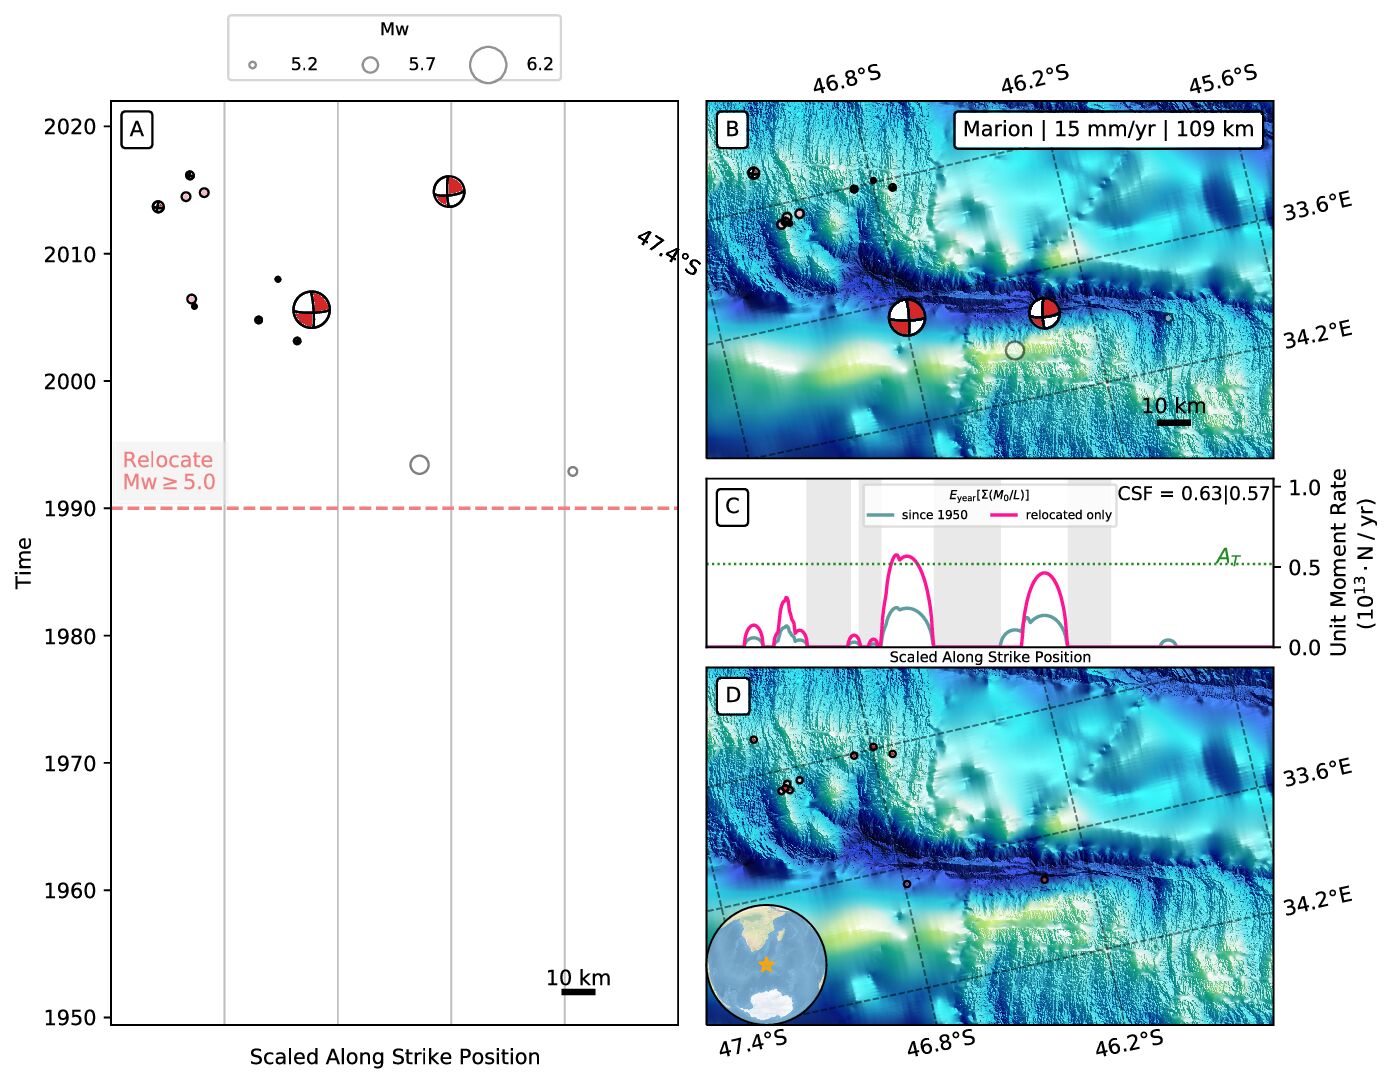 Mw
5.2 5.7 6.2
A
2020
2010
2000
1990
1980
1970
1960
1950
Time
Relocate
Mw ≥ 5.0
10 km
Scaled Along Strike Position
46.8°S 46.2°S 45.6°S
B
Marion | 15 mm/yr | 109 km
47.4°S
33.6°E
34.2°E
10 km
C
E_year[Σ(M₀/L)]
since 1950 relocated only
CSF = 0.63|0.57
A_T
1.0
0.5
0.0
Unit Moment Rate
(10¹³ · N / yr)
Scaled Along Strike Position
D
33.6°E
34.2°E
47.4°S 46.8°S 46.2°S